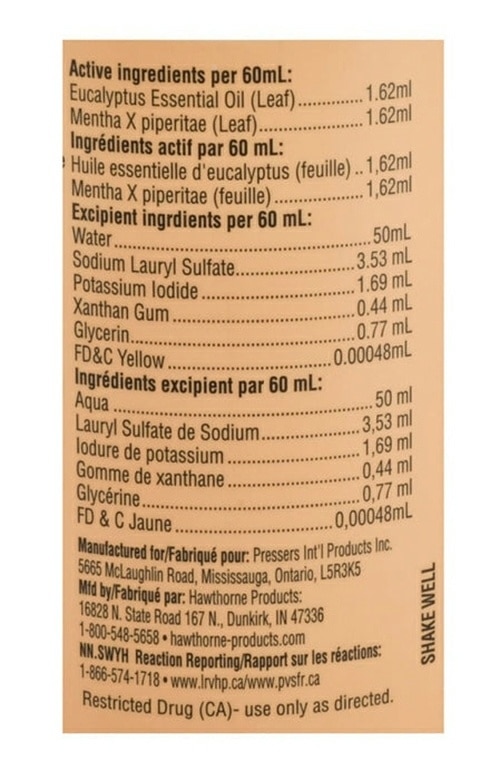 Active ingredients per 60mL:
Eucalyptus Essential Oil (Leaf).............. 1.62ml
Mentha X piperitae (Leaf)...................... 1.62ml
Ingrédients actif par 60 mL:
Huile essentielle d'eucalyptus (feuille) .. 1,62ml
Mentha X piperitae (feuille) ................... 1,62ml
Excipient ingrdients per 60 mL:
Water.................................................... 50mL
Sodium Lauryl Sulfate......................... 3.53 mL
Potassium Iodide ................................ 1.69 mL
Xanthan Gum ..................................... 0.44 mL
Glycerin............................................... 0.77 mL
FD&C Yellow................................. 0.00048mL
Ingrédients excipient par 60 mL:
Aqua .................................................... 50 ml
Lauryl Sulfate de Sodium.................... 3,53 ml
Iodure de potassium ........................... 1,69 ml
Gomme de xanthane ........................... 0,44 ml
Glycérine............................................. 0,77 ml
FD & C Jaune ................................ 0,00048mL
Manufactured for/Fabriqué pour: Pressers Int'l Products Inc.
5665 McLaughlin Road, Mississauga, Ontario, L5R3K5
Mfd by/Fabriqué par: Hawthorne Products:
16828 N. State Road 167 N., Dunkirk, IN 47336
1-800-548-5658 • hawthorne-products.com
NN.SWYH Reaction Reporting/Rapport sur les réactions:
1-866-574-1718 • www.lrvhp.ca/www.pvsfr.ca
Restricted Drug (CA)- use only as directed.
SHAKE WELL